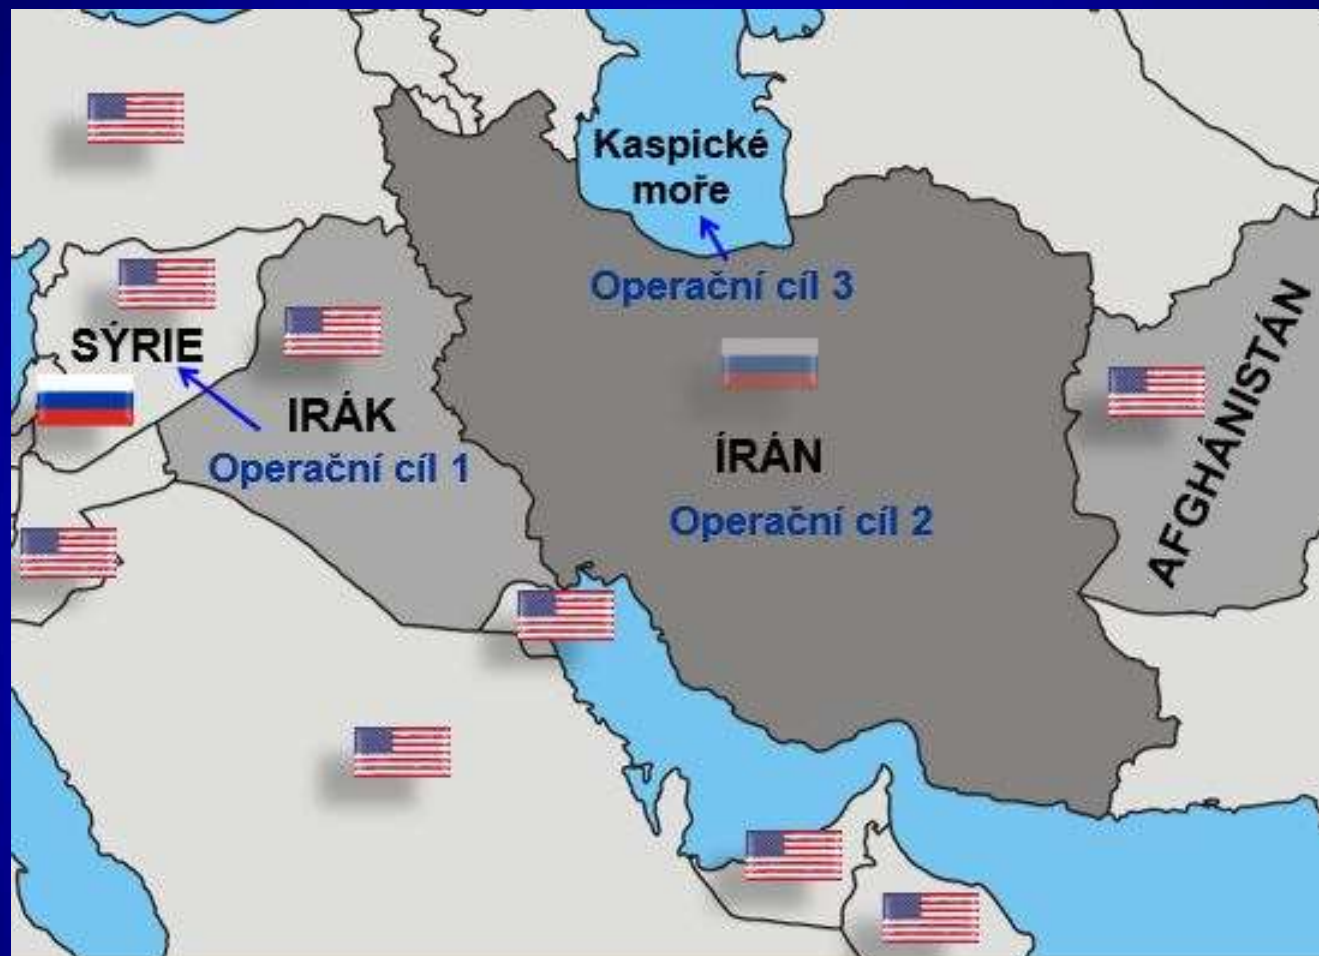 Kaspické
moře
Operační cíl 3
SÝRIE
IRÁK
Operační cíl 1
ÍRÁN
Operační cíl 2
AFGHÁNISTÁN